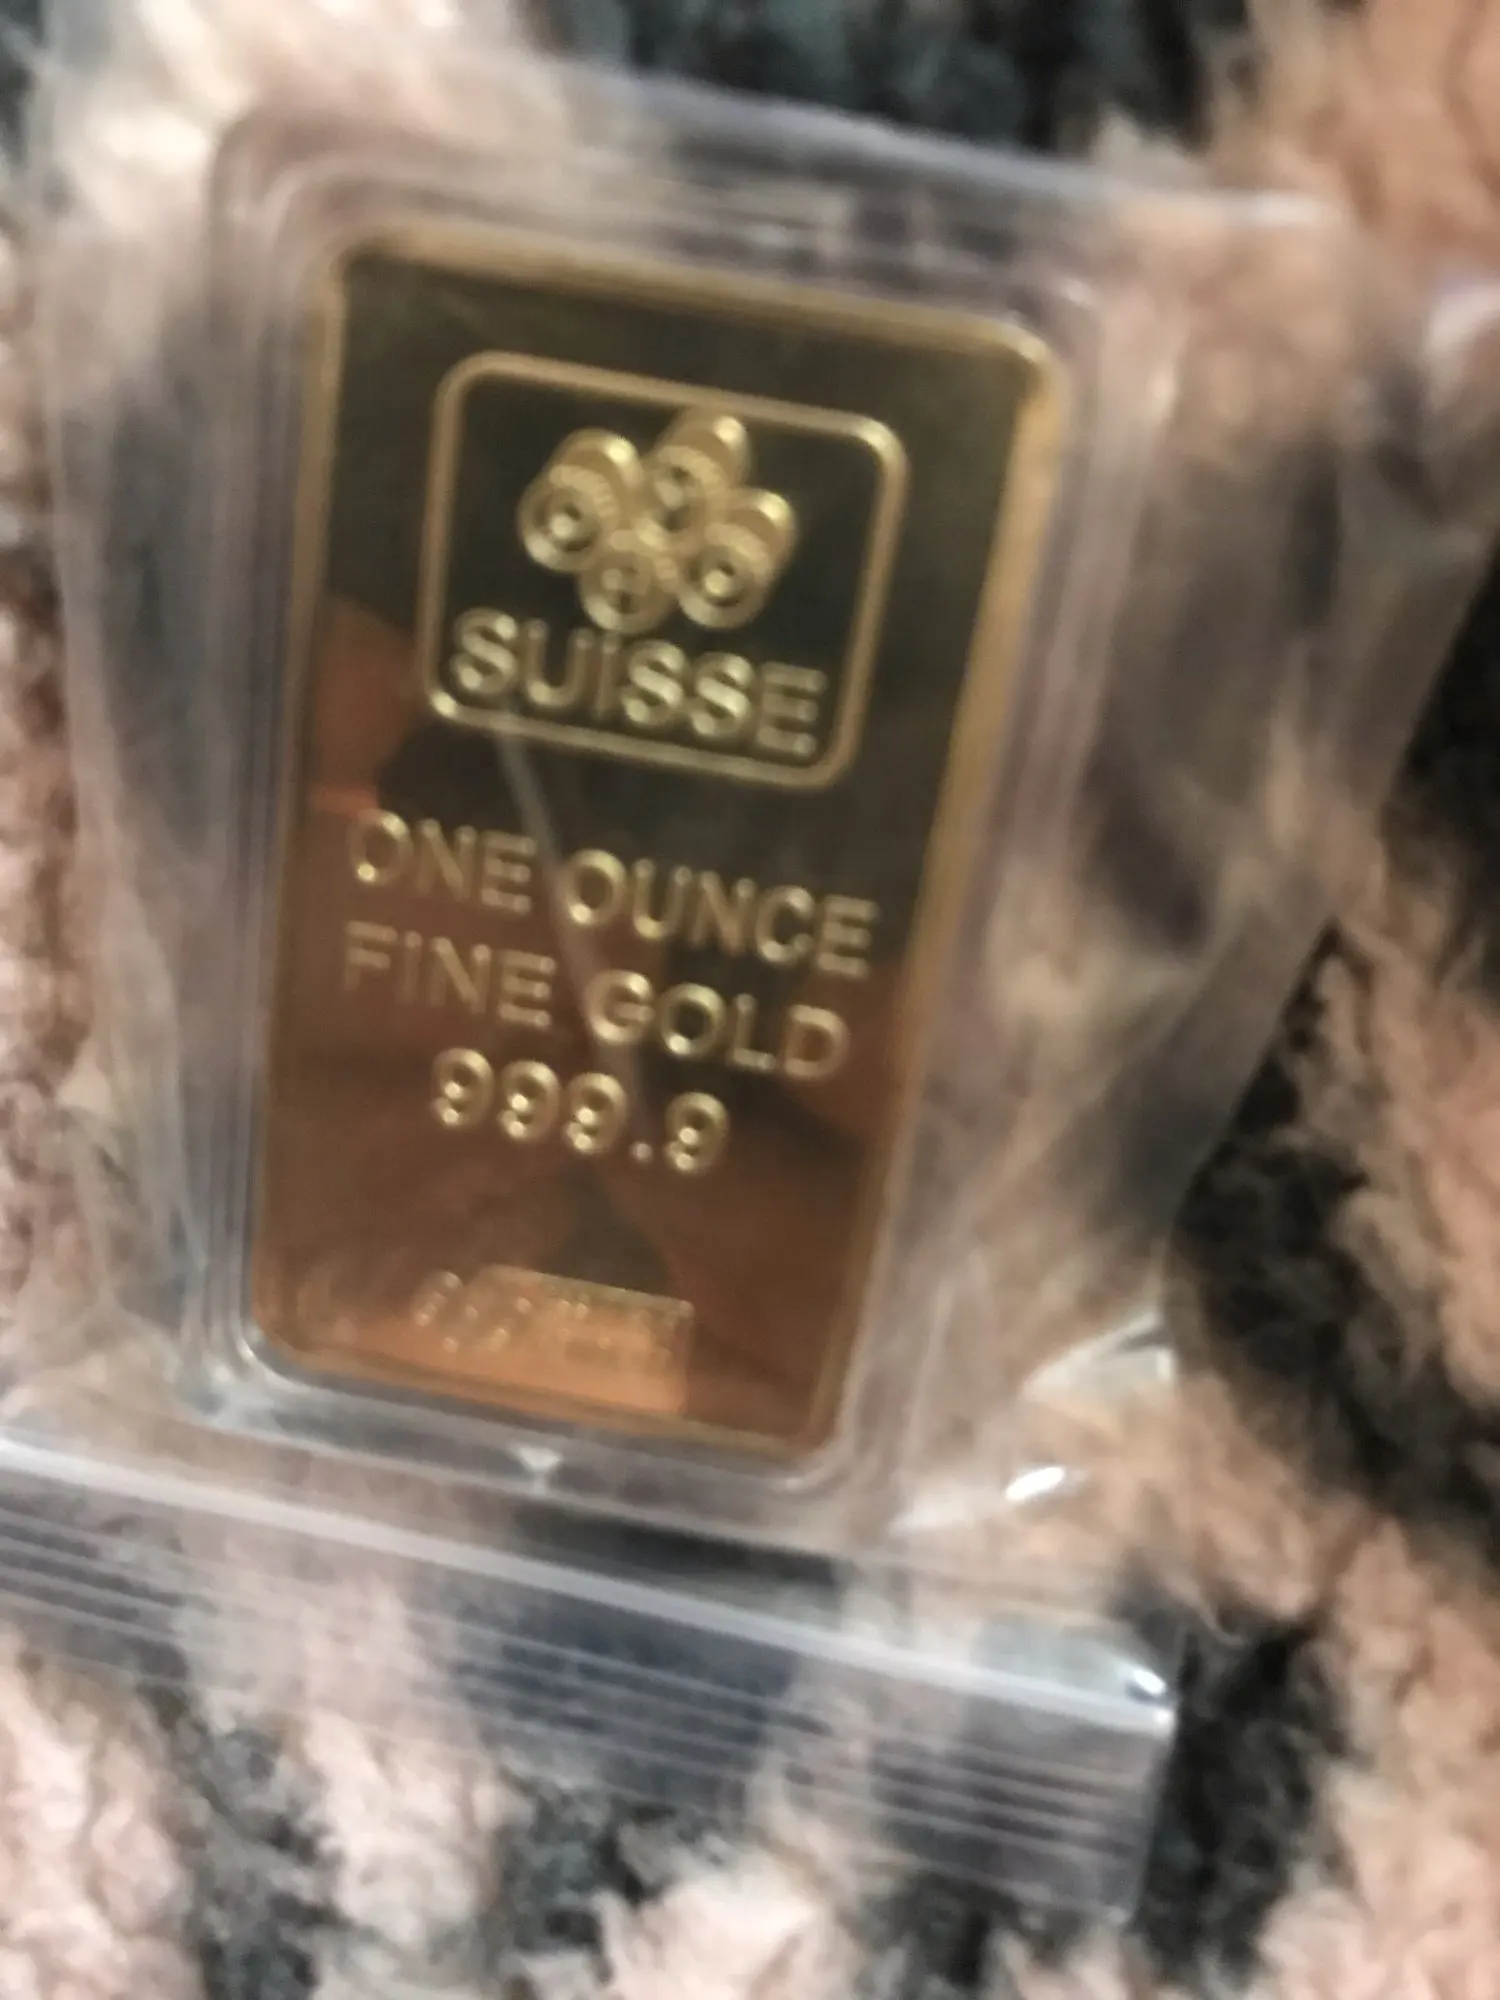 SUISSE
ONE OUNCE
FINE GOLD
999.9